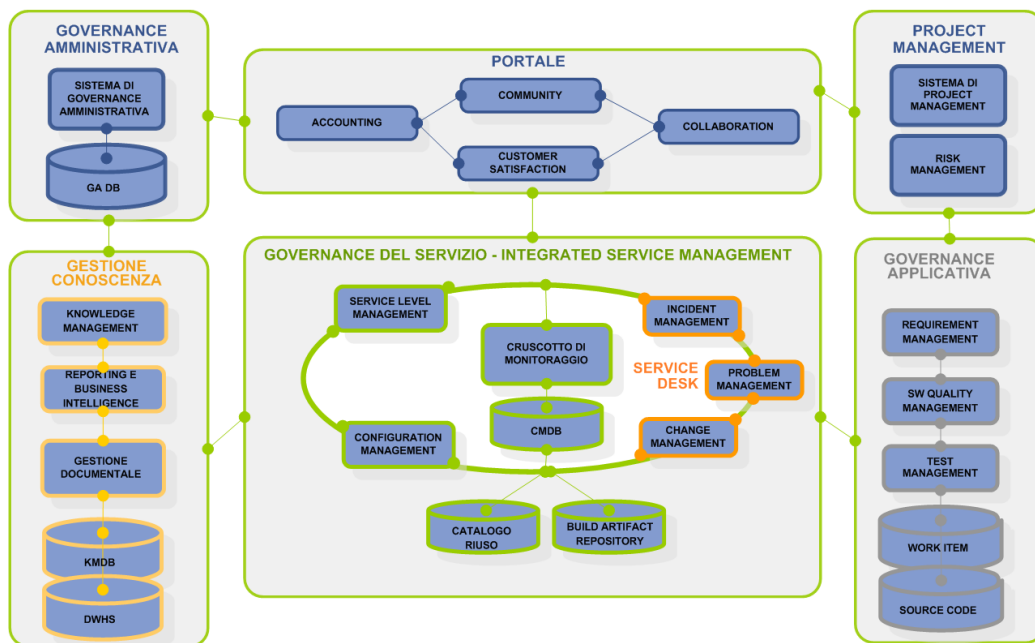 GOVERNANCE
AMMINISTRATIVA
SISTEMA DI
GOVERNANCE
AMMINISTRATIVA
GA DB
PORTALE
COMMUNITY
ACCOUNTING
COLLABORATION
CUSTOMER
SATISFACTION
PROJECT
MANAGEMENT
SISTEMA DI
PROJECT
MANAGEMENT
RISK
MANAGEMENT
GESTIONE
CONOSCENZA
KNOWLEDGE
MANAGEMENT
REPORTING E
BUSINESS
INTELLIGENCE
GESTIONE
DOCUMENTALE
KMDB
DWHS
GOVERNANCE DEL SERVIZIO - INTEGRATED SERVICE MANAGEMENT
SERVICE LEVEL
MANAGEMENT
INCIDENT
MANAGEMENT
CRUSCOTTO DI
MONITORAGGIO
SERVICE
DESK
PROBLEM
MANAGEMENT
CMDB
CONFIGURATION
MANAGEMENT
CHANGE
MANAGEMENT
CATALOGO
RIUSO
BUILD ARTIFACT
REPOSITORY
GOVERNANCE
APPLICATIVA
REQUIREMENT
MANAGEMENT
SW QUALITY
MANAGEMENT
TEST
MANAGEMENT
WORK ITEM
SOURCE CODE